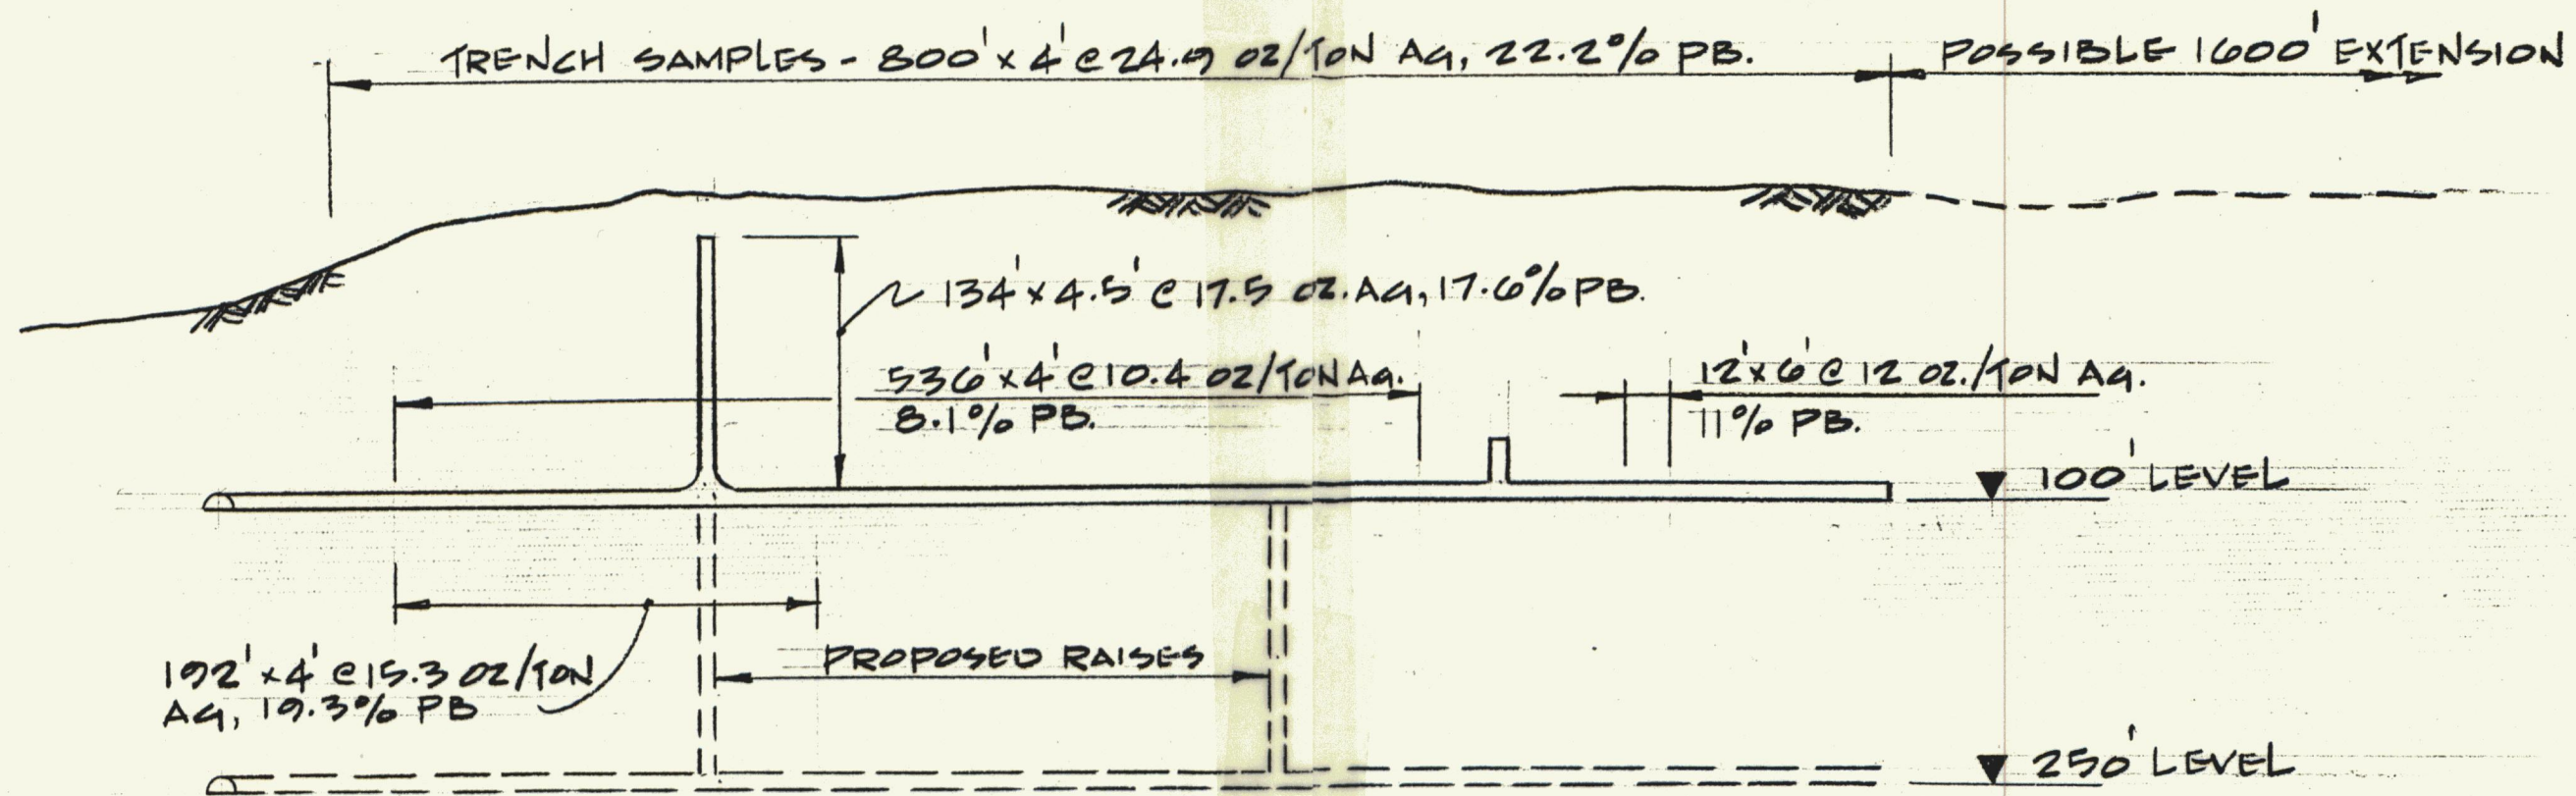 TRENCH SAMPLES - 800' x 4' @ 24.9 OZ/TON AG, 22.2% PB.
POSSIBLE 1600' EXTENSION
134' x 4.5' @ 17.5 OZ. AG, 17.6% PB.
536' x 4' @ 10.4 OZ/TON AG.
8.1% PB.
12' x 6' @ 12 OZ./TON AG.
11% PB.
100' LEVEL
192' x 4' @ 15.3 OZ/TON
AG, 19.3% PB
PROPOSED RAISES
250' LEVEL